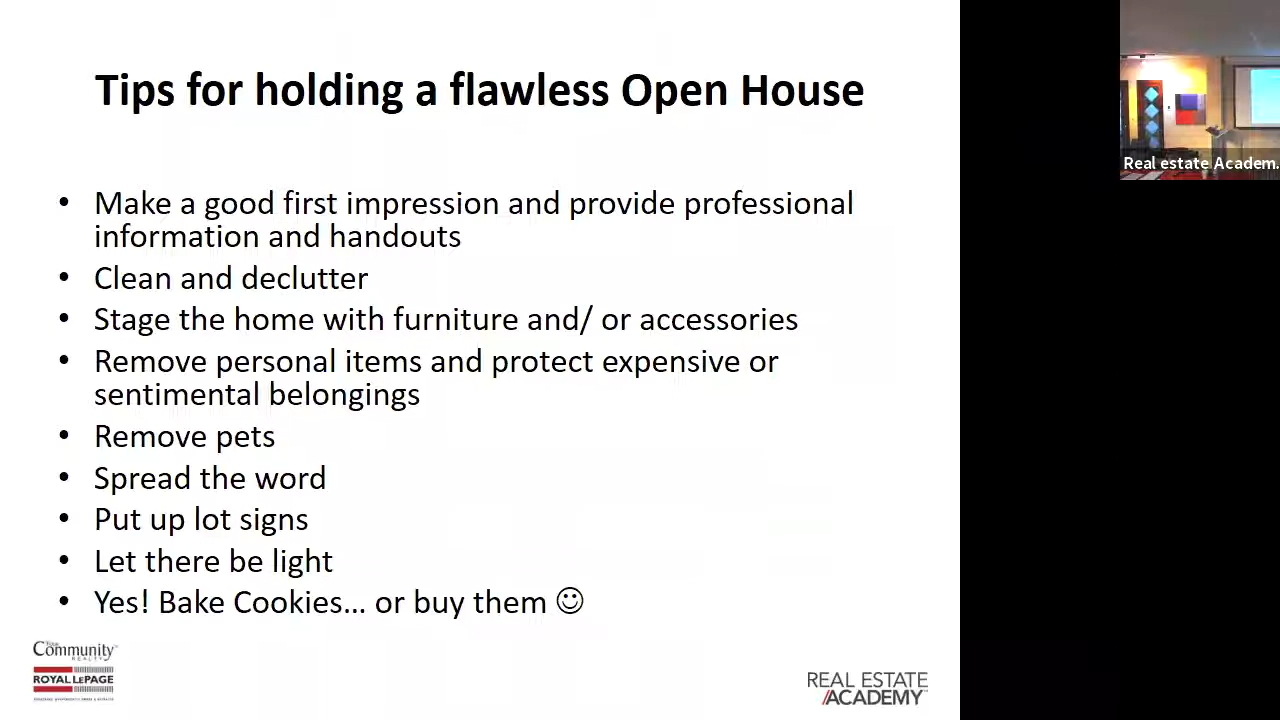 Tips for holding a flawless Open House
• Make a good first impression and provide professional
information and handouts
• Clean and declutter
• Stage the home with furniture and/ or accessories
• Remove personal items and protect expensive or
sentimental belongings
• Remove pets
• Spread the word
• Put up lot signs
• Let there be light
• Yes! Bake Cookies... or buy them ☺
Your
Community
REALTY
ROYAL LEPAGE
REAL ESTATE
ACADEMY
Real estate Academ.